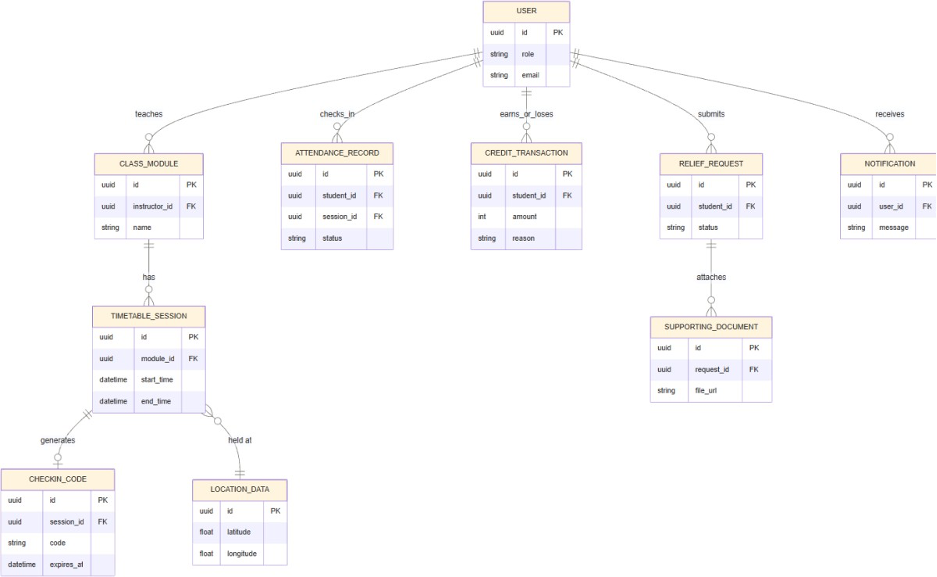 USER
uuid id PK
string role
string email
teaches
checks_in
earns_or_loses
submits
receives
CLASS_MODULE
uuid id PK
uuid instructor_id FK
string name
ATTENDANCE_RECORD
uuid id PK
uuid student_id FK
uuid session_id FK
string status
CREDIT_TRANSACTION
uuid id PK
uuid student_id FK
int amount
string reason
RELIEF_REQUEST
uuid id PK
uuid student_id FK
string status
NOTIFICATION
uuid id PK
uuid user_id FK
string message
has
attaches
TIMETABLE_SESSION
uuid id PK
uuid module_id FK
datetime start_time
datetime end_time
SUPPORTING_DOCUMENT
uuid id PK
uuid request_id FK
string file_url
generates
held at
CHECKIN_CODE
uuid id PK
uuid session_id FK
string code
datetime expires_at
LOCATION_DATA
uuid id PK
float latitude
float longitude